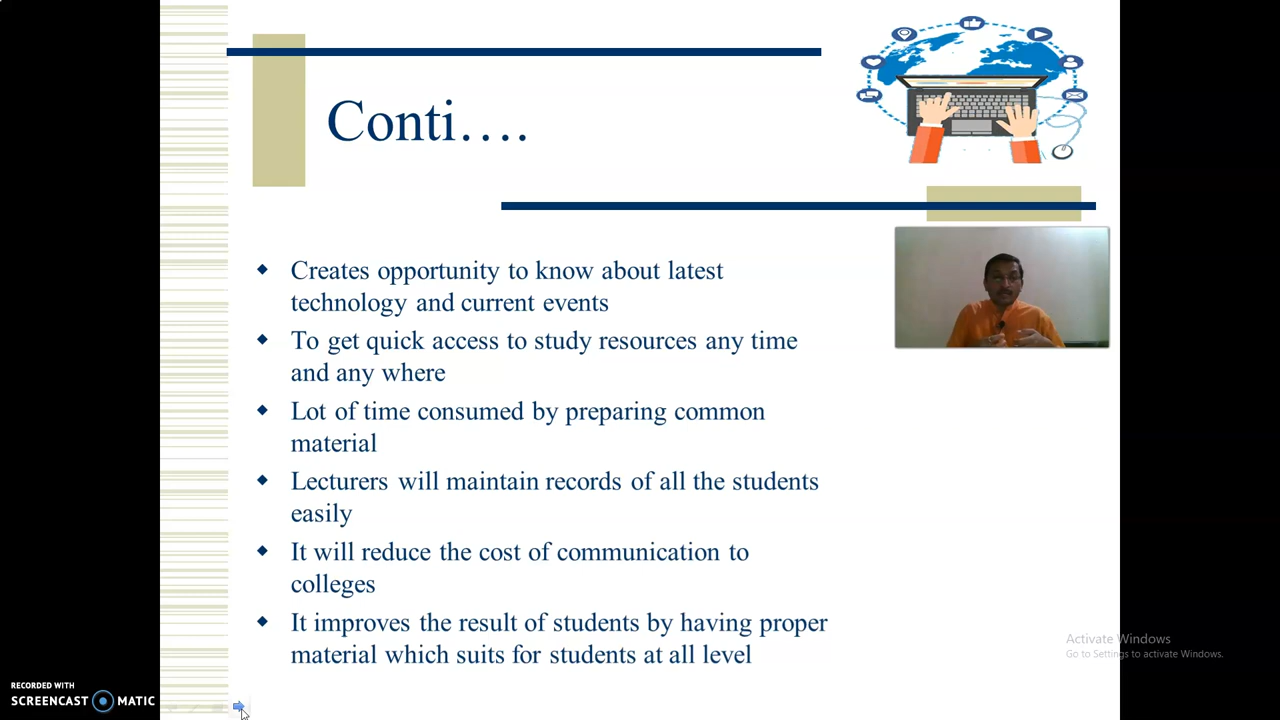 Conti….
Creates opportunity to know about latest
technology and current events
To get quick access to study resources any time
and any where
Lot of time consumed by preparing common
material
Lecturers will maintain records of all the students
easily
It will reduce the cost of communication to
colleges
It improves the result of students by having proper
material which suits for students at all level
Activate Windows
Go to Settings to activate Windows.
RECORDED WITH
SCREENCAST MATIC